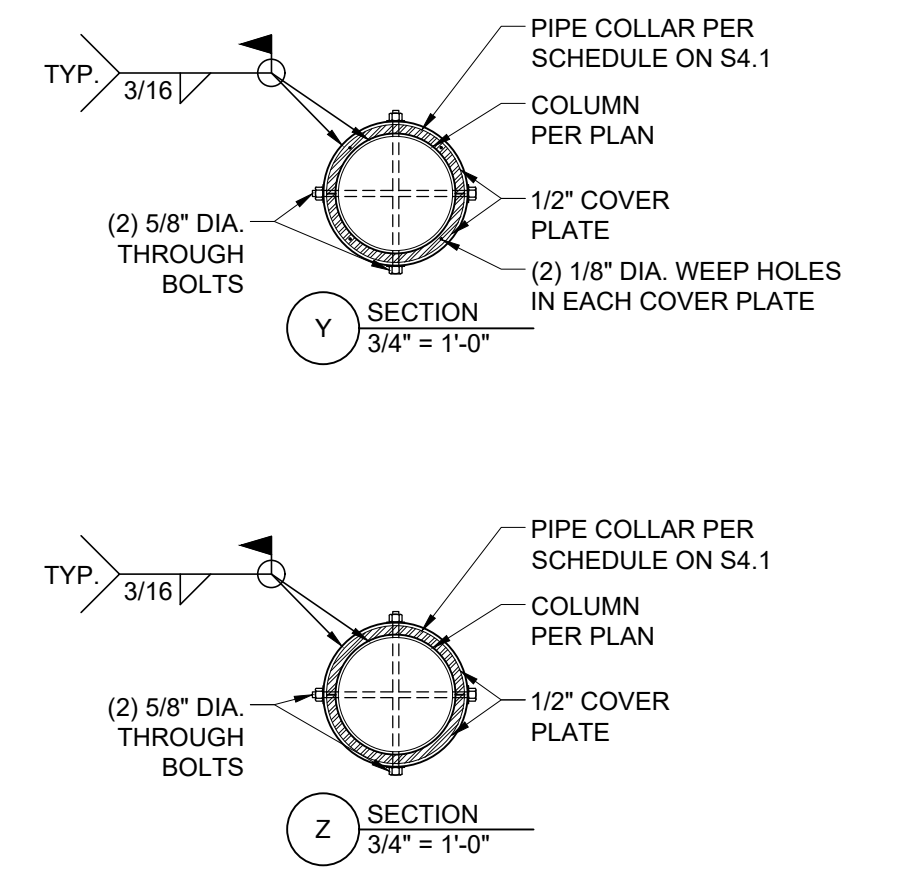 TYP.
3/16
PIPE COLLAR PER
SCHEDULE ON S4.1
COLUMN
PER PLAN
1/2" COVER
PLATE
(2) 1/8" DIA. WEEP HOLES
IN EACH COVER PLATE
(2) 5/8" DIA.
THROUGH
BOLTS
Y
SECTION
3/4" = 1'-0"
TYP.
3/16
PIPE COLLAR PER
SCHEDULE ON S4.1
COLUMN
PER PLAN
1/2" COVER
PLATE
(2) 5/8" DIA.
THROUGH
BOLTS
Z
SECTION
3/4" = 1'-0"